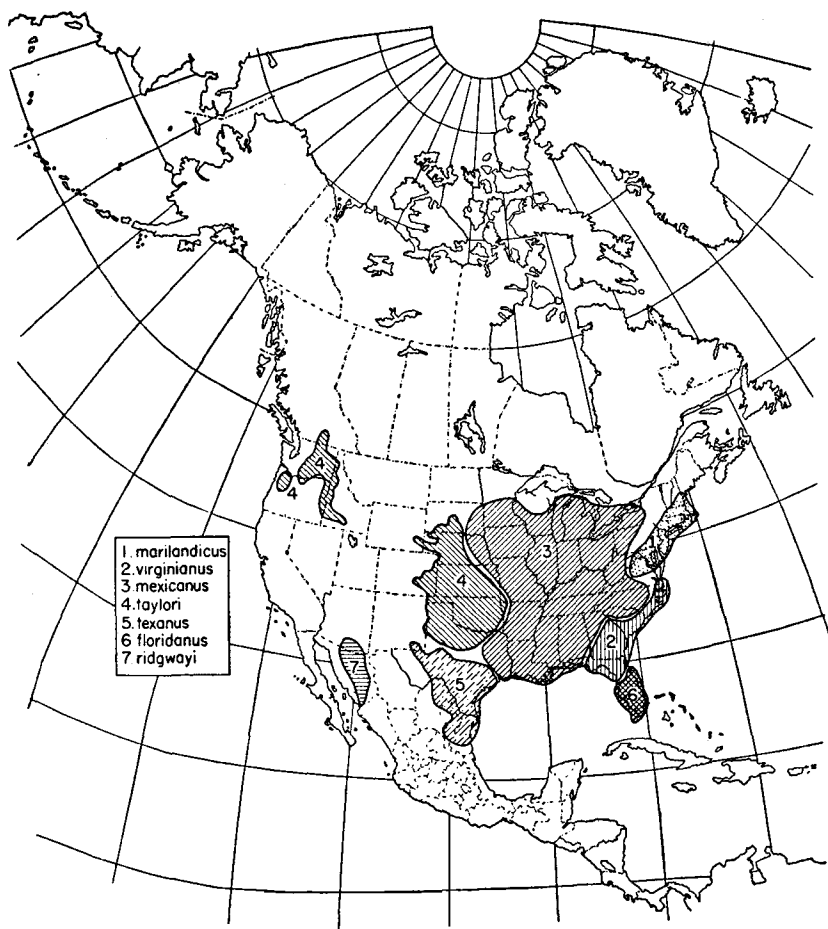 4
4
3
4
1. marilandicus
2. virginianus
3. mexicanus
4. taylori
5. texanus
6 floridanus
7. ridgwayi
2
7
5
6